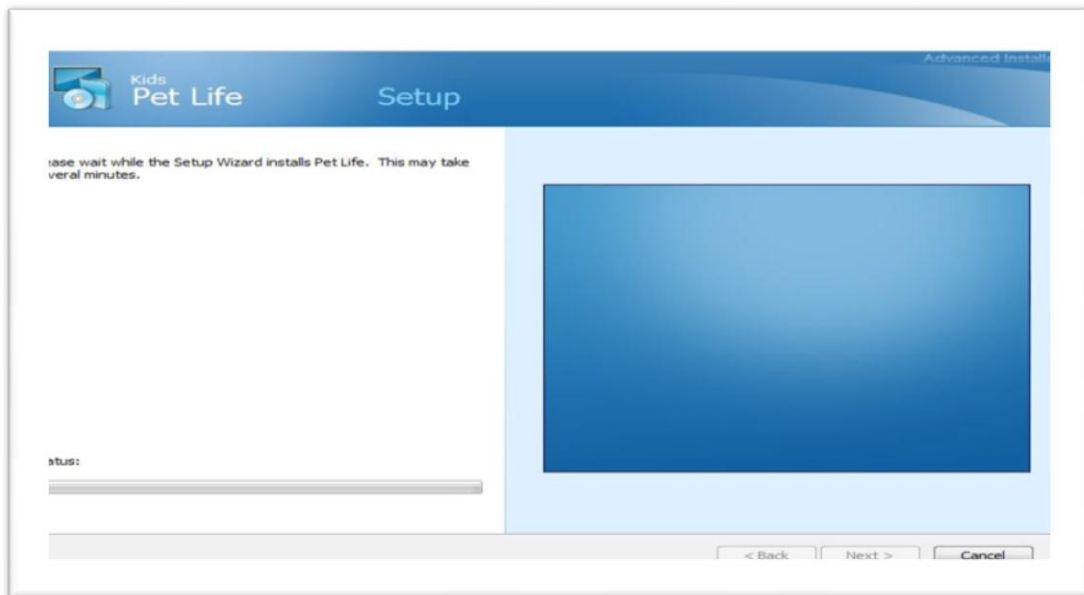 Advanced Installe
Kids
Pet Life
Setup
ease wait while the Setup Wizard installs Pet Life. This may take
veral minutes.
atus:
< Back
Next >
Cancel